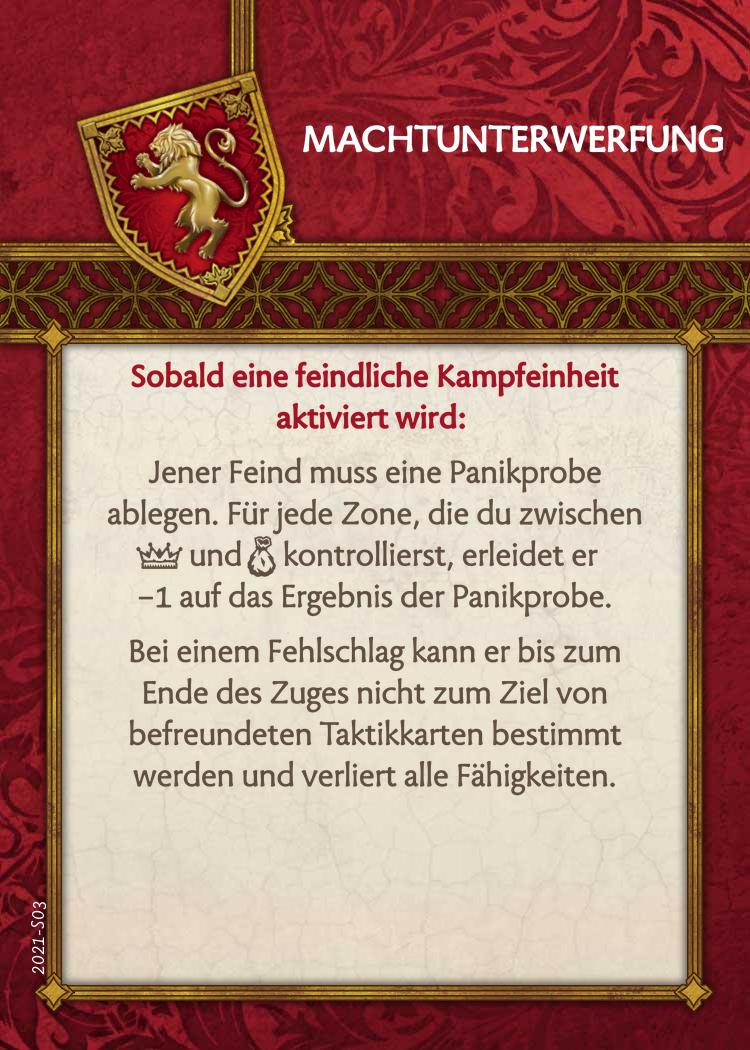 MACHTUNTERWERFUNG
Sobald eine feindliche Kampfeinheit
aktiviert wird:
Jener Feind muss eine Panikprobe
ablegen. Für jede Zone, die du zwischen
und kontrollierst, erleidet er
–1 auf das Ergebnis der Panikprobe.
Bei einem Fehlschlag kann er bis zum
Ende des Zuges nicht zum Ziel von
befreundeten Taktikkarten bestimmt
werden und verliert alle Fähigkeiten.
2021-S03